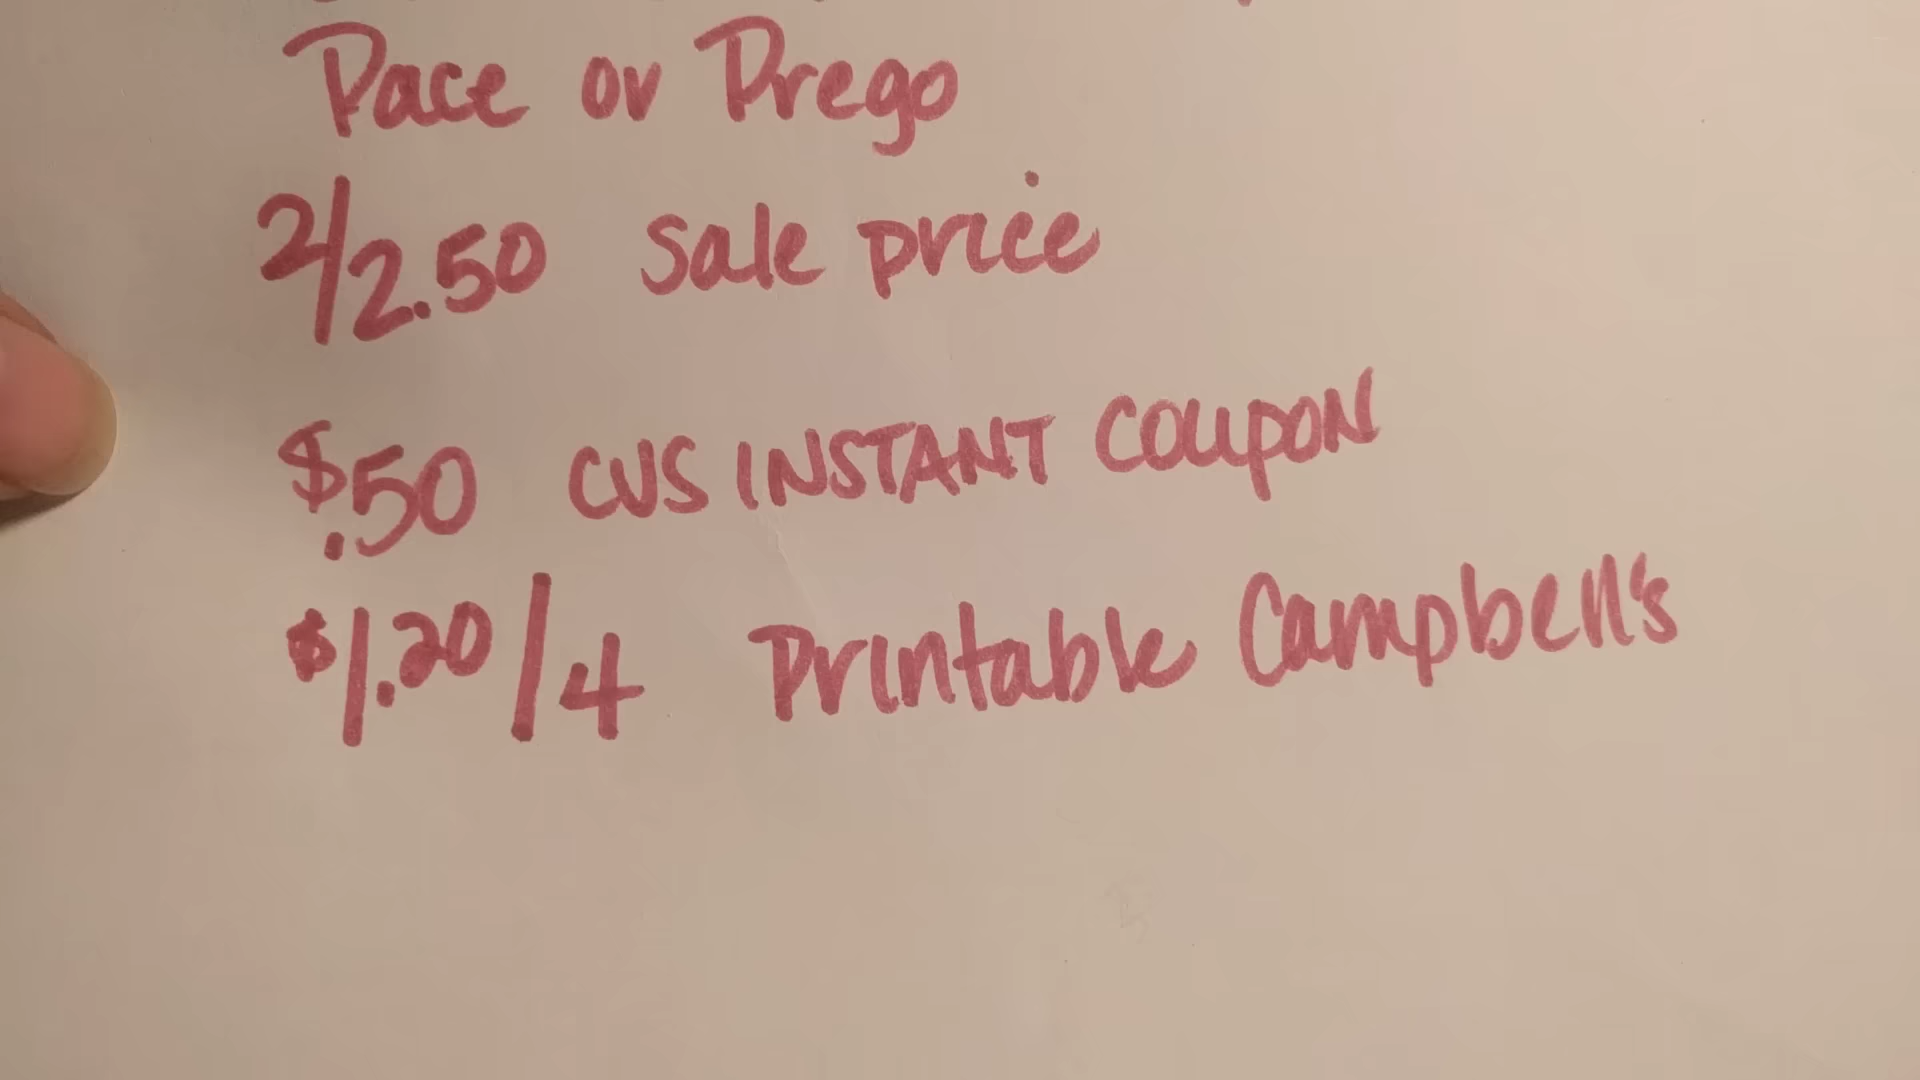 Pace or Prego
2/2.50 sale price
$.50 CVS INSTANT COUPON
$1.20/4 Printable Campbell's